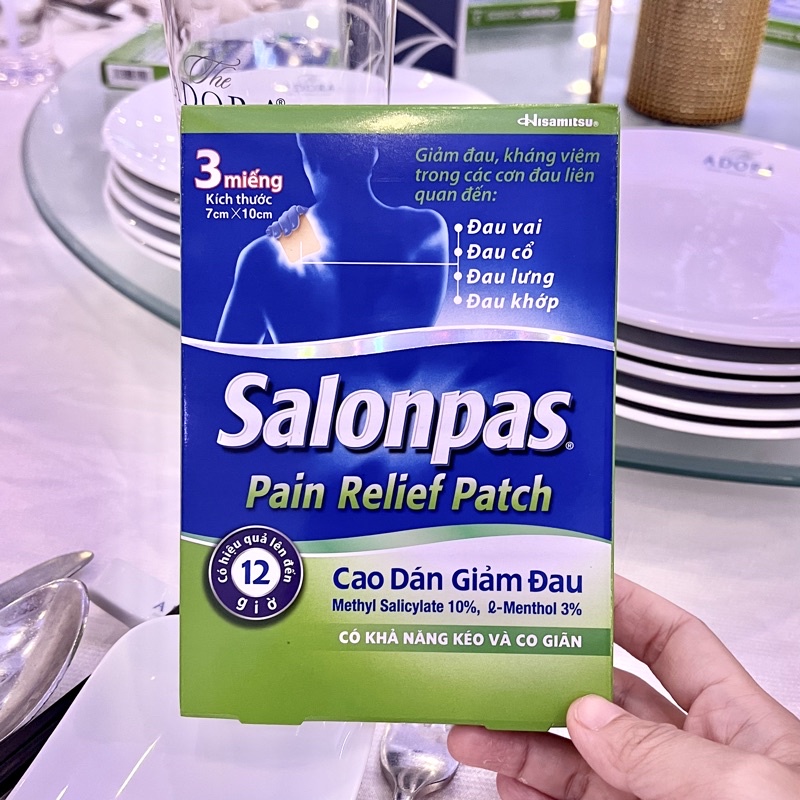 The
ADORA
ADORA
Hisamitsu®
3 miếng
Kích thước
7cm X 10cm
Giảm đau, kháng viêm
trong các cơn đau liên
quan đến:
Đau vai
Đau cổ
Đau lưng
Đau khớp
Salonpas®
Pain Relief Patch
Có hiệu quả lên đến
12
giờ
Cao Dán Giảm Đau
Methyl Salicylate 10%, ℓ-Menthol 3%
CÓ KHẢ NĂNG KÉO VÀ CO GIÃN